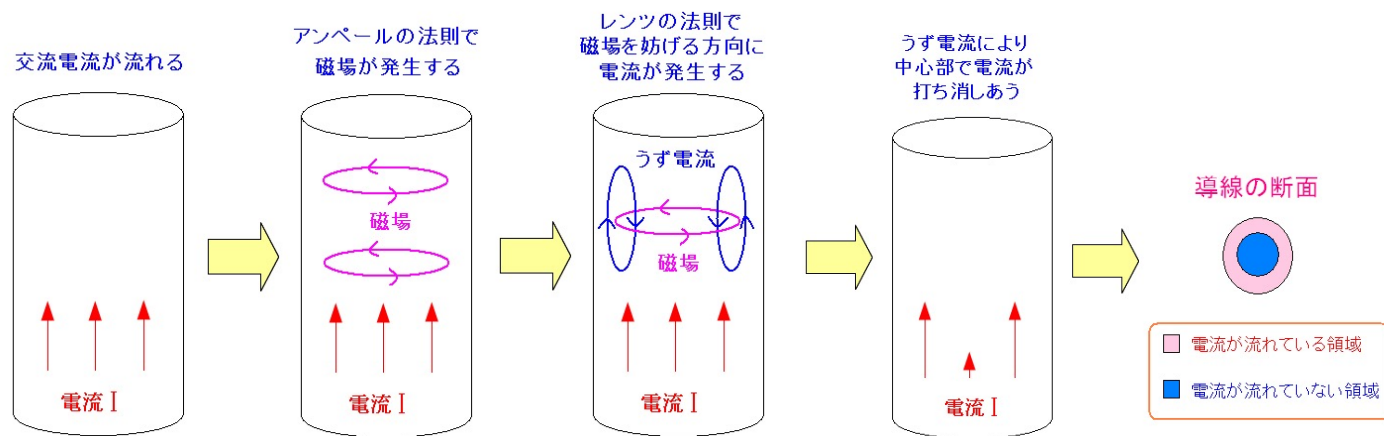 交流電流が流れる
アンペールの法則で
磁場が発生する
レンツの法則で
磁場を妨げる方向に
電流が発生する
うず電流により
中心部で電流が
打ち消しあう
磁場
電流 I
電流 I
うず電流
磁場
電流 I
電流 I
導線の断面
電流が流れている領域
電流が流れていない領域